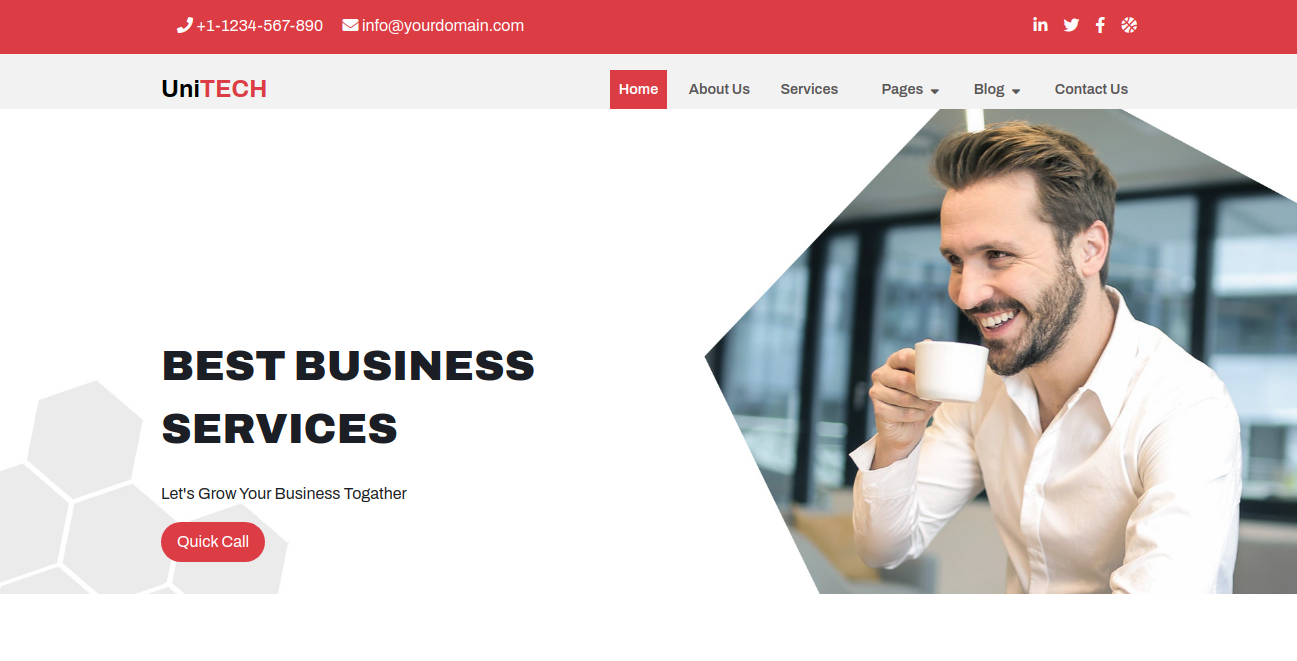 +1-1234-567-890 info@yourdomain.com
UniTECH Home About Us Services Pages Blog Contact Us
BEST BUSINESS
SERVICES
Let's Grow Your Business Togather
Quick Call